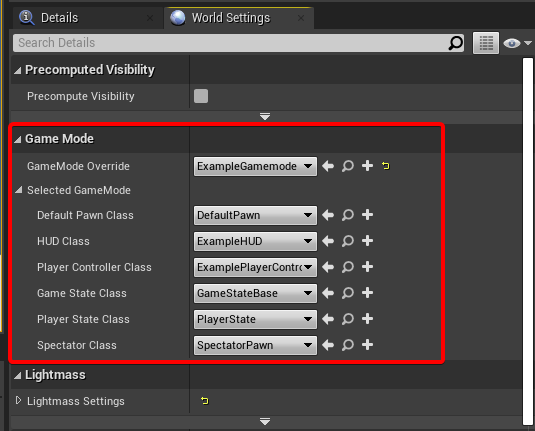 Details
World Settings
Search Details
Precomputed Visibility
Precompute Visibility
Game Mode
GameMode Override ExampleGamemode
Selected GameMode
Default Pawn Class DefaultPawn
HUD Class ExampleHUD
Player Controller Class ExamplePlayerContro
Game State Class GameStateBase
Player State Class PlayerState
Spectator Class SpectatorPawn
Lightmass
Lightmass Settings